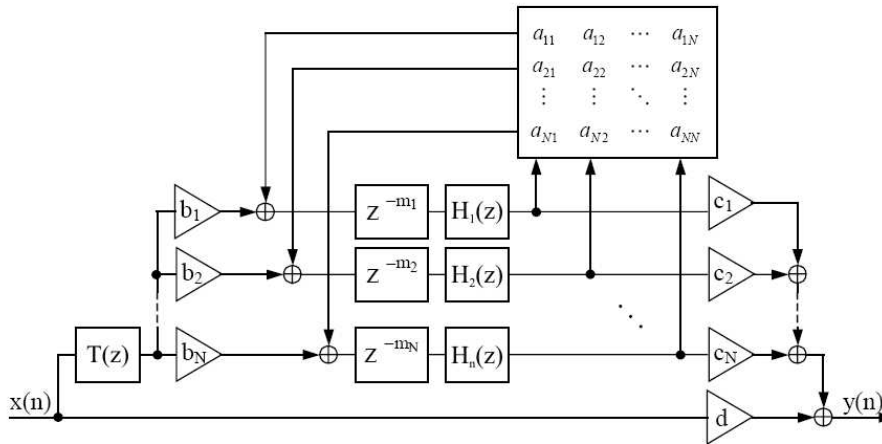 a₁₁ a₁₂ ⋯ a₁N
a₂₁ a₂₂ ⋯ a₂N
⋮ ⋮ ⋱ ⋮
aN₁ aN₂ ⋯ aNN
b₁ z⁻ᵐ¹ H₁(z) c₁
b₂ z⁻ᵐ² H₂(z) c₂
⋱
T(z) bN z⁻ᵐᴺ Hₙ(z) cN
x(n) d y(n)